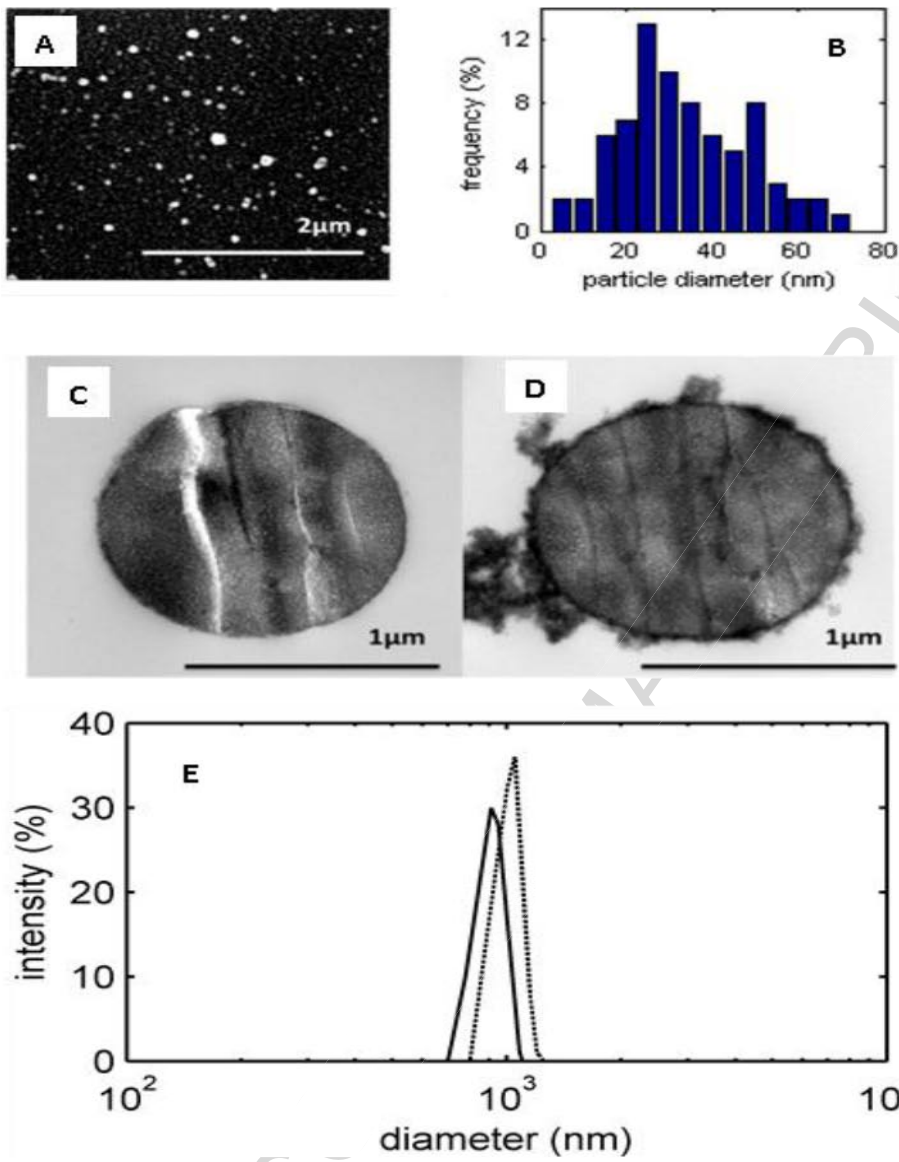 A
2µm
B
frequency (%)
12
8
4
0
0 20 40 60 80
particle diameter (nm)
C
1µm
D
1µm
E
intensity (%)
40
30
20
10
0
10² 10³ 10
diameter (nm)